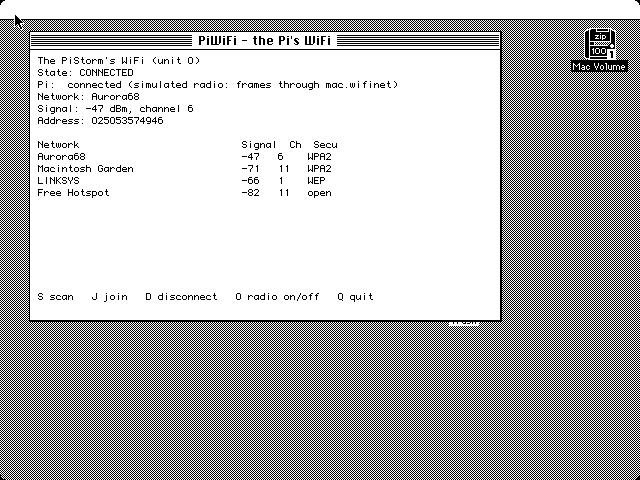 PiWiFi - the Pi's WiFi
The PiStorm's WiFi (unit 0)
State: CONNECTED
Pi:  connected (simulated radio: frames through mac.wifinet)
Network: Aurora68
Signal: -47 dBm, channel 6
Address: 025053574946
Network Signal Ch Secu
Aurora68 -47 6 WPA2
Macintosh Garden -71 11 WPA2
LINKSYS -66 1 WEP
Free Hotspot -82 11 open
S scan J join D disconnect O radio on/off Q quit
zip
100
Mac Volume